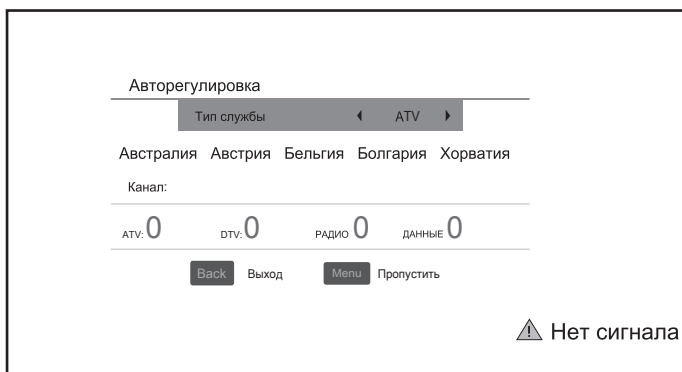 Авторегулировка
Тип службы ATV
Австралия Австрия Бельгия Болгария Хорватия
Канал:
ATV: 0 DTV: 0 РАДИО 0 ДАННЫЕ 0
Back Выход Menu Пропустить
Нет сигнала